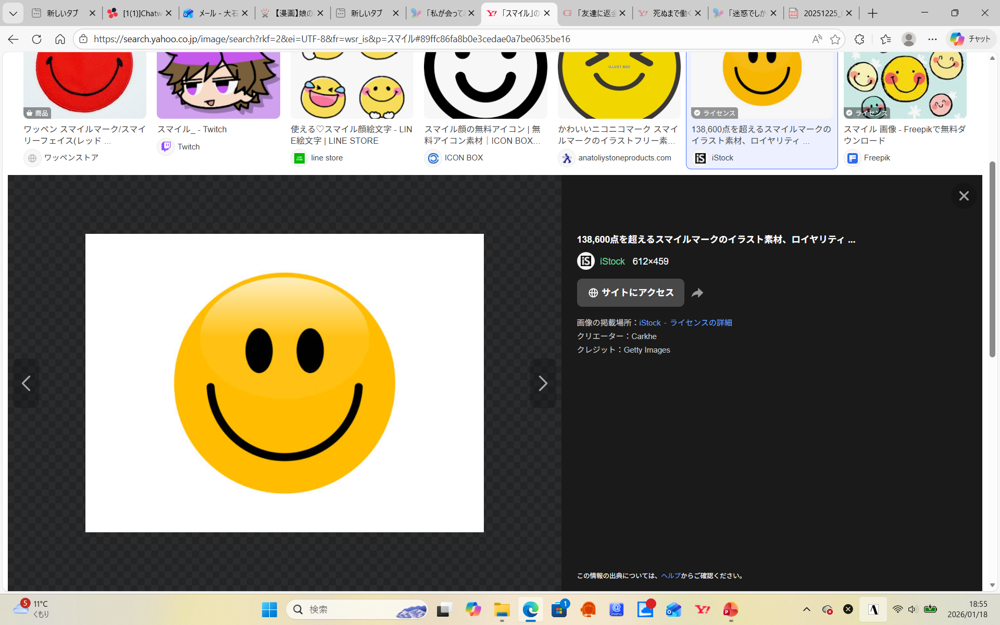 新しいタブ
[1(1)]Chatw
メール - 大石
【漫画】娘の
新しいタブ
「私が会って
「スマイル」の
「友達に返金
死ぬまで働く
「迷惑でしか
20251225_
https://search.yahoo.co.jp/image/search?rkf=2&ei=UTF-8&fr=wsr_is&p=スマイル#89ffc86fa8b0e3cedae0a7be0635be16
チャット
ILLUST BOX
商品
ライセンス
ライセンス
ワッペン スマイルマーク/スマイ
リーフェイス(レッド ...
ワッペンストア
スマイル_ - Twitch
Twitch
使える♡スマイル顔絵文字 - LIN
E絵文字 | LINE STORE
line store
スマイル顔の無料アイコン | 無
料アイコン素材｜ICON BOX...
ICON BOX
かわいいニコニコマーク スマイ
ルマークのイラストフリー素...
anatoliystoneproducts.com
138,600点を超えるスマイルマークの
イラスト素材、ロイヤリティ ...
iS iStock
スマイル 画像 - Freepikで無料ダ
ウンロード
Freepik
138,600点を超えるスマイルマークのイラスト素材、ロイヤリティ ...
iS iStock 612×459
サイトにアクセス
画像の掲載場所：iStock - ライセンスの詳細
クリエーター：Carkhe
クレジット：Getty Images
この情報の出典については、ヘルプからご確認ください。
5
11°C
くもり
検索
1
@
menu
A
18:55
2026/01/18